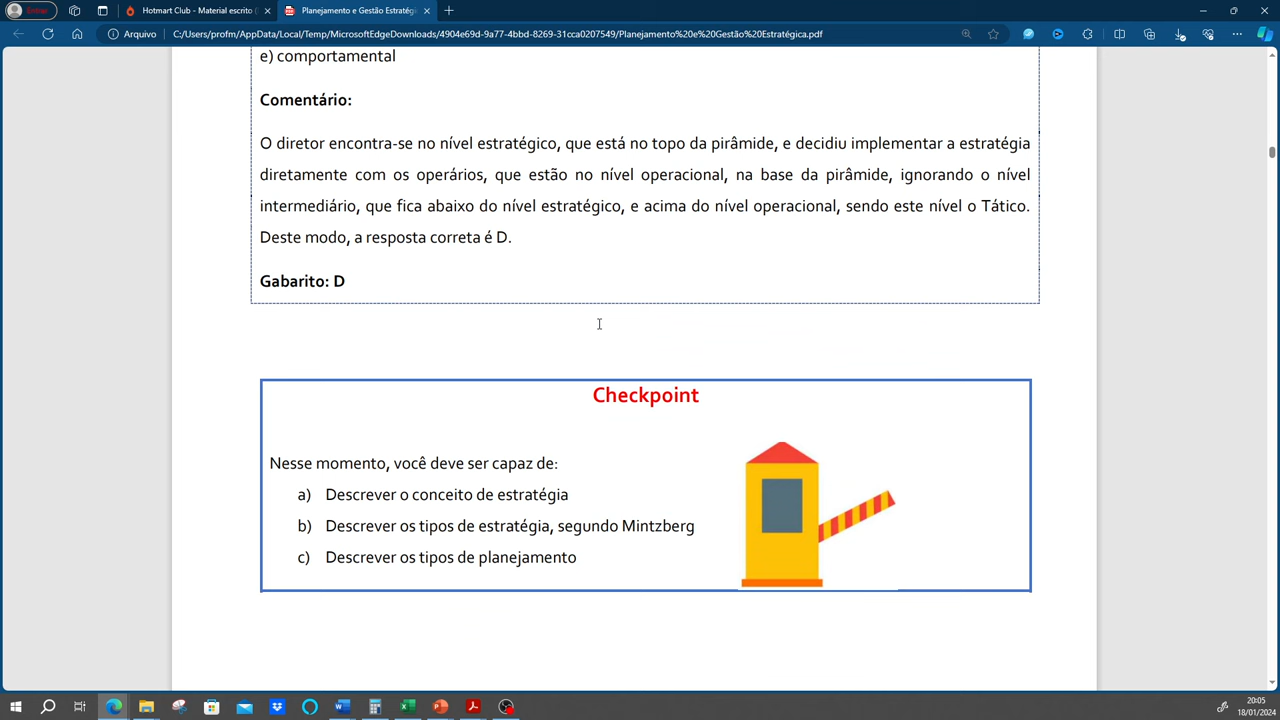 Entrar
Hotmart Club - Material escrito (
Planejamento e Gestão Estratégi
Arquivo
C:/Users/profm/AppData/Local/Temp/MicrosoftEdgeDownloads/4904e69d-9a77-4bbd-8269-31cca0207549/Planejamento%20e%20Gestão%20Estratégica.pdf
e) comportamental
Comentário:
O diretor encontra-se no nível estratégico, que está no topo da pirâmide, e decidiu implementar a estratégia
diretamente com os operários, que estão no nível operacional, na base da pirâmide, ignorando o nível
intermediário, que fica abaixo do nível estratégico, e acima do nível operacional, sendo este nível o Tático.
Deste modo, a resposta correta é D.
Gabarito: D
Checkpoint
Nesse momento, você deve ser capaz de:
a) Descrever o conceito de estratégia
b) Descrever os tipos de estratégia, segundo Mintzberg
c) Descrever os tipos de planejamento
20:05
18/01/2024